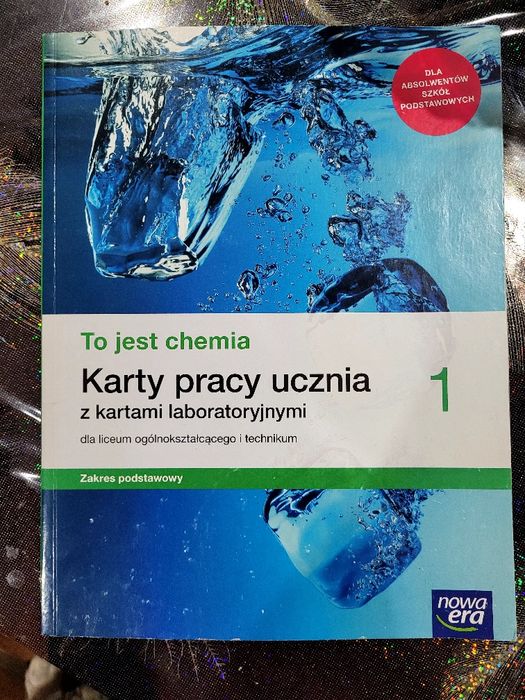 DLA
ABSOLWENTÓW
SZKÓŁ
PODSTAWOWYCH
To jest chemia
Karty pracy ucznia
z kartami laboratoryjnymi
1
dla liceum ogólnokształcącego i technikum
Zakres podstawowy
nowa
era